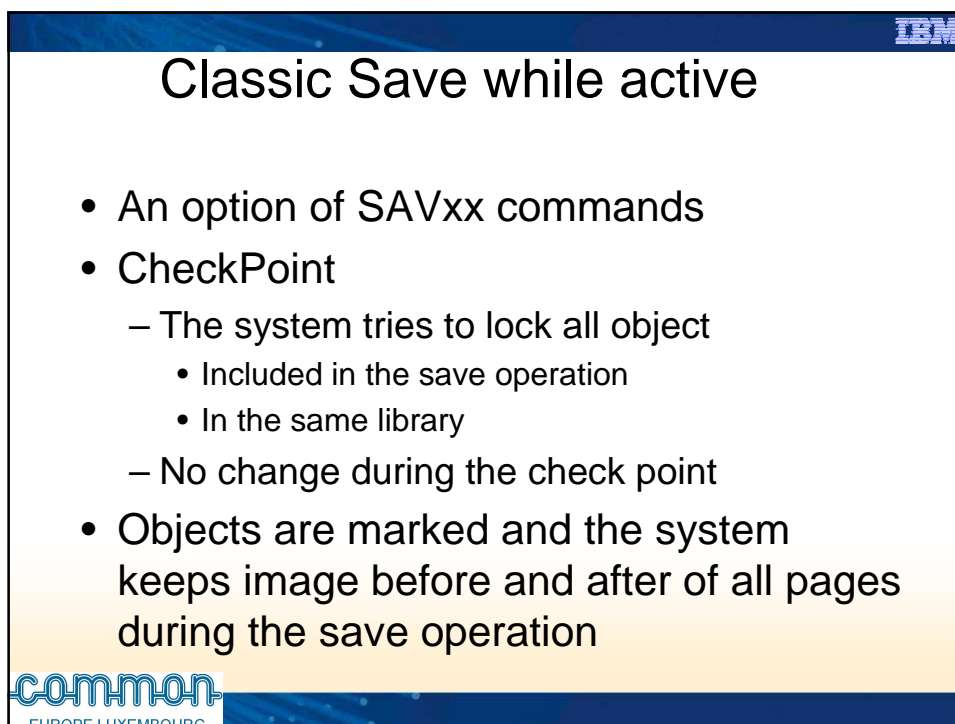 IBM
Classic Save while active
• An option of SAVxx commands
• CheckPoint
– The system tries to lock all object
• Included in the save operation
• In the same library
– No change during the check point
• Objects are marked and the system
keeps image before and after of all pages
during the save operation
COMMON
EUROPE LUXEMBOURG